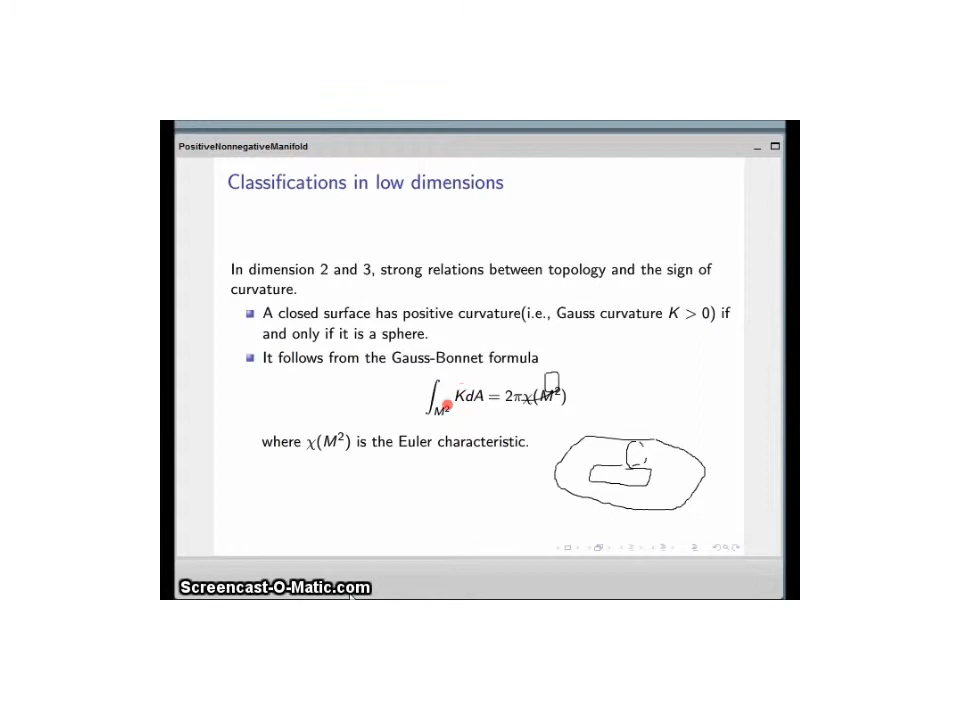 PositiveNonnegativeManifold
Classifications in low dimensions
In dimension 2 and 3, strong relations between topology and the sign of
curvature.
A closed surface has positive curvature(i.e., Gauss curvature K > 0) if
and only if it is a sphere.
It follows from the Gauss-Bonnet formula
∫_{M²} KdA = 2πχ(M²)
where χ(M²) is the Euler characteristic.
Screencast-O-Matic.com